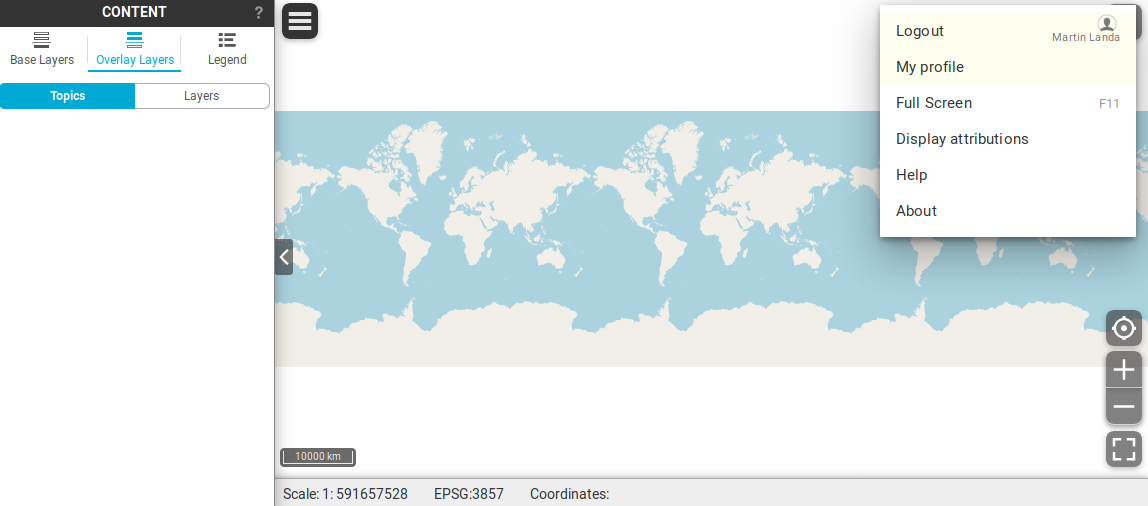 CONTENT ?
Base Layers Overlay Layers Legend
Topics Layers
Logout
Martin Landa
My profile
Full Screen F11
Display attributions
Help
About
10000 km
Scale: 1: 591657528 EPSG:3857 Coordinates: